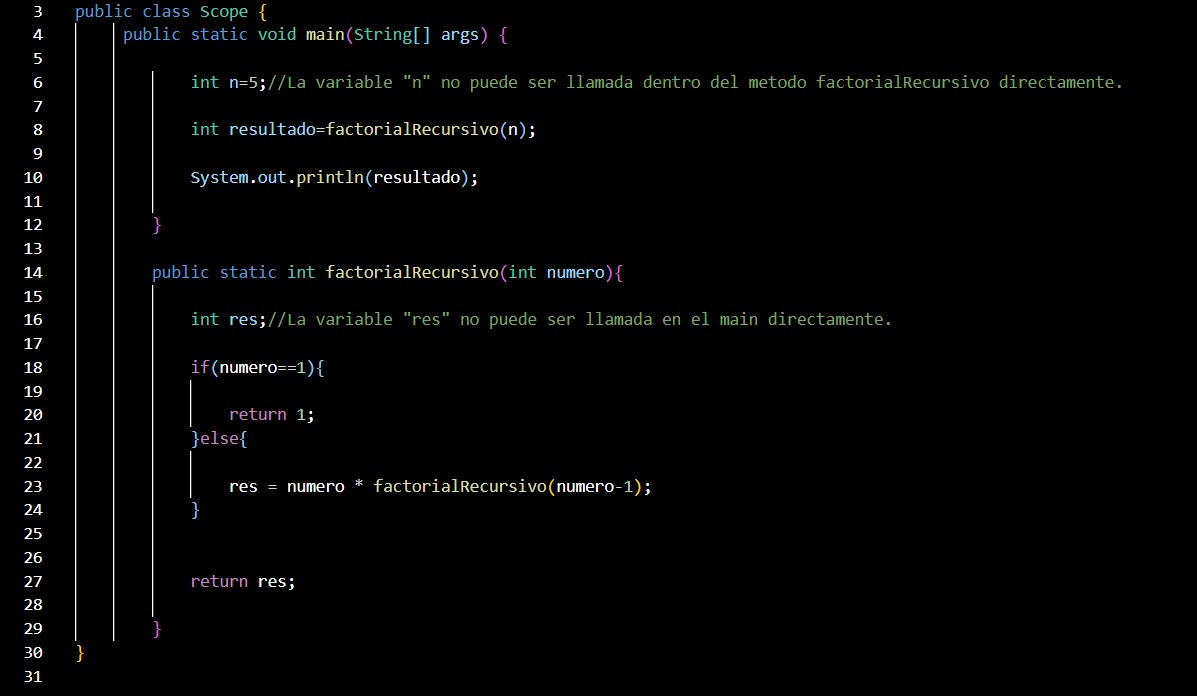 3 public class Scope {
4 public static void main(String[] args) {
5
6 int n=5;//La variable "n" no puede ser llamada dentro del metodo factorialRecursivo directamente.
7
8 int resultado=factorialRecursivo(n);
9
10 System.out.println(resultado);
11
12 }
13
14 public static int factorialRecursivo(int numero){
15
16 int res;//La variable "res" no puede ser llamada en el main directamente.
17
18 if(numero==1){
19
20 return 1;
21 }else{
22
23 res = numero * factorialRecursivo(numero-1);
24 }
25
26
27 return res;
28
29 }
30 }
31